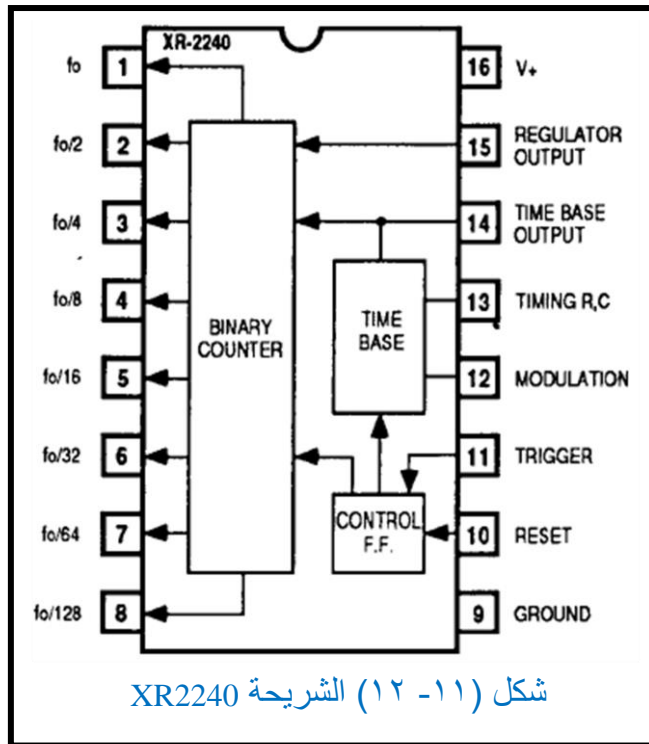 XR-2240
fo 1
fo/2 2
fo/4 3
fo/8 4
fo/16 5
fo/32 6
fo/64 7
fo/128 8
BINARY
COUNTER
TIME
BASE
CONTROL
F.F.
16 V+
15 REGULATOR
OUTPUT
14 TIME BASE
OUTPUT
13 TIMING R,C
12 MODULATION
11 TRIGGER
10 RESET
9 GROUND
شكل (١١- ١٢) الشريحة XR2240